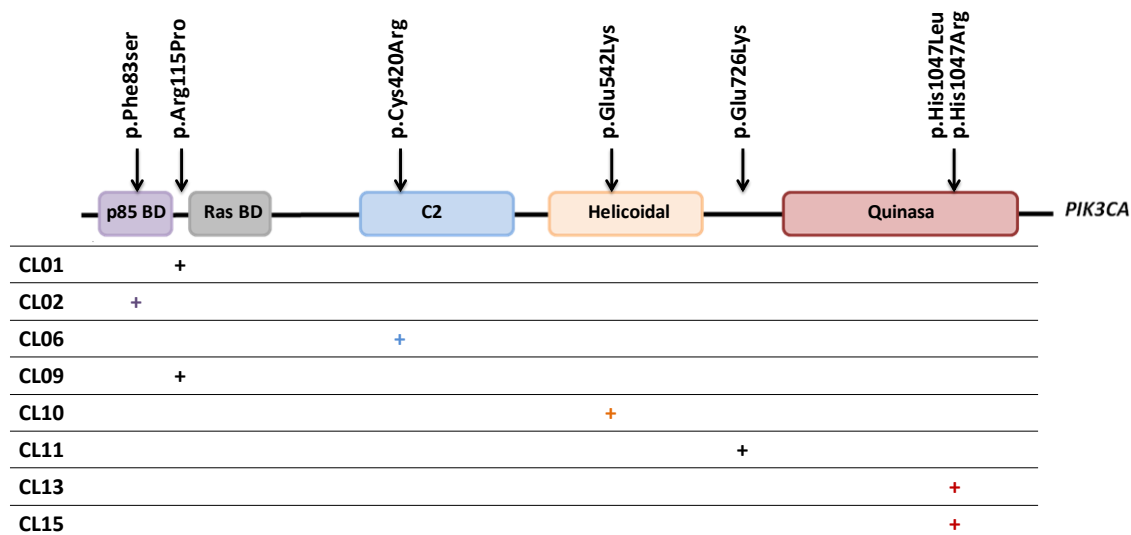 p.Phe83ser
p.Arg115Pro
p.Cys420Arg
p.Glu542Lys
p.Glu726Lys
p.His1047Leu
p.His1047Arg
p85 BD
Ras BD
C2
Helicoidal
Quinasa
PIK3CA
CL01 +
CL02 +
CL06 +
CL09 +
CL10 +
CL11 +
CL13 +
CL15 +